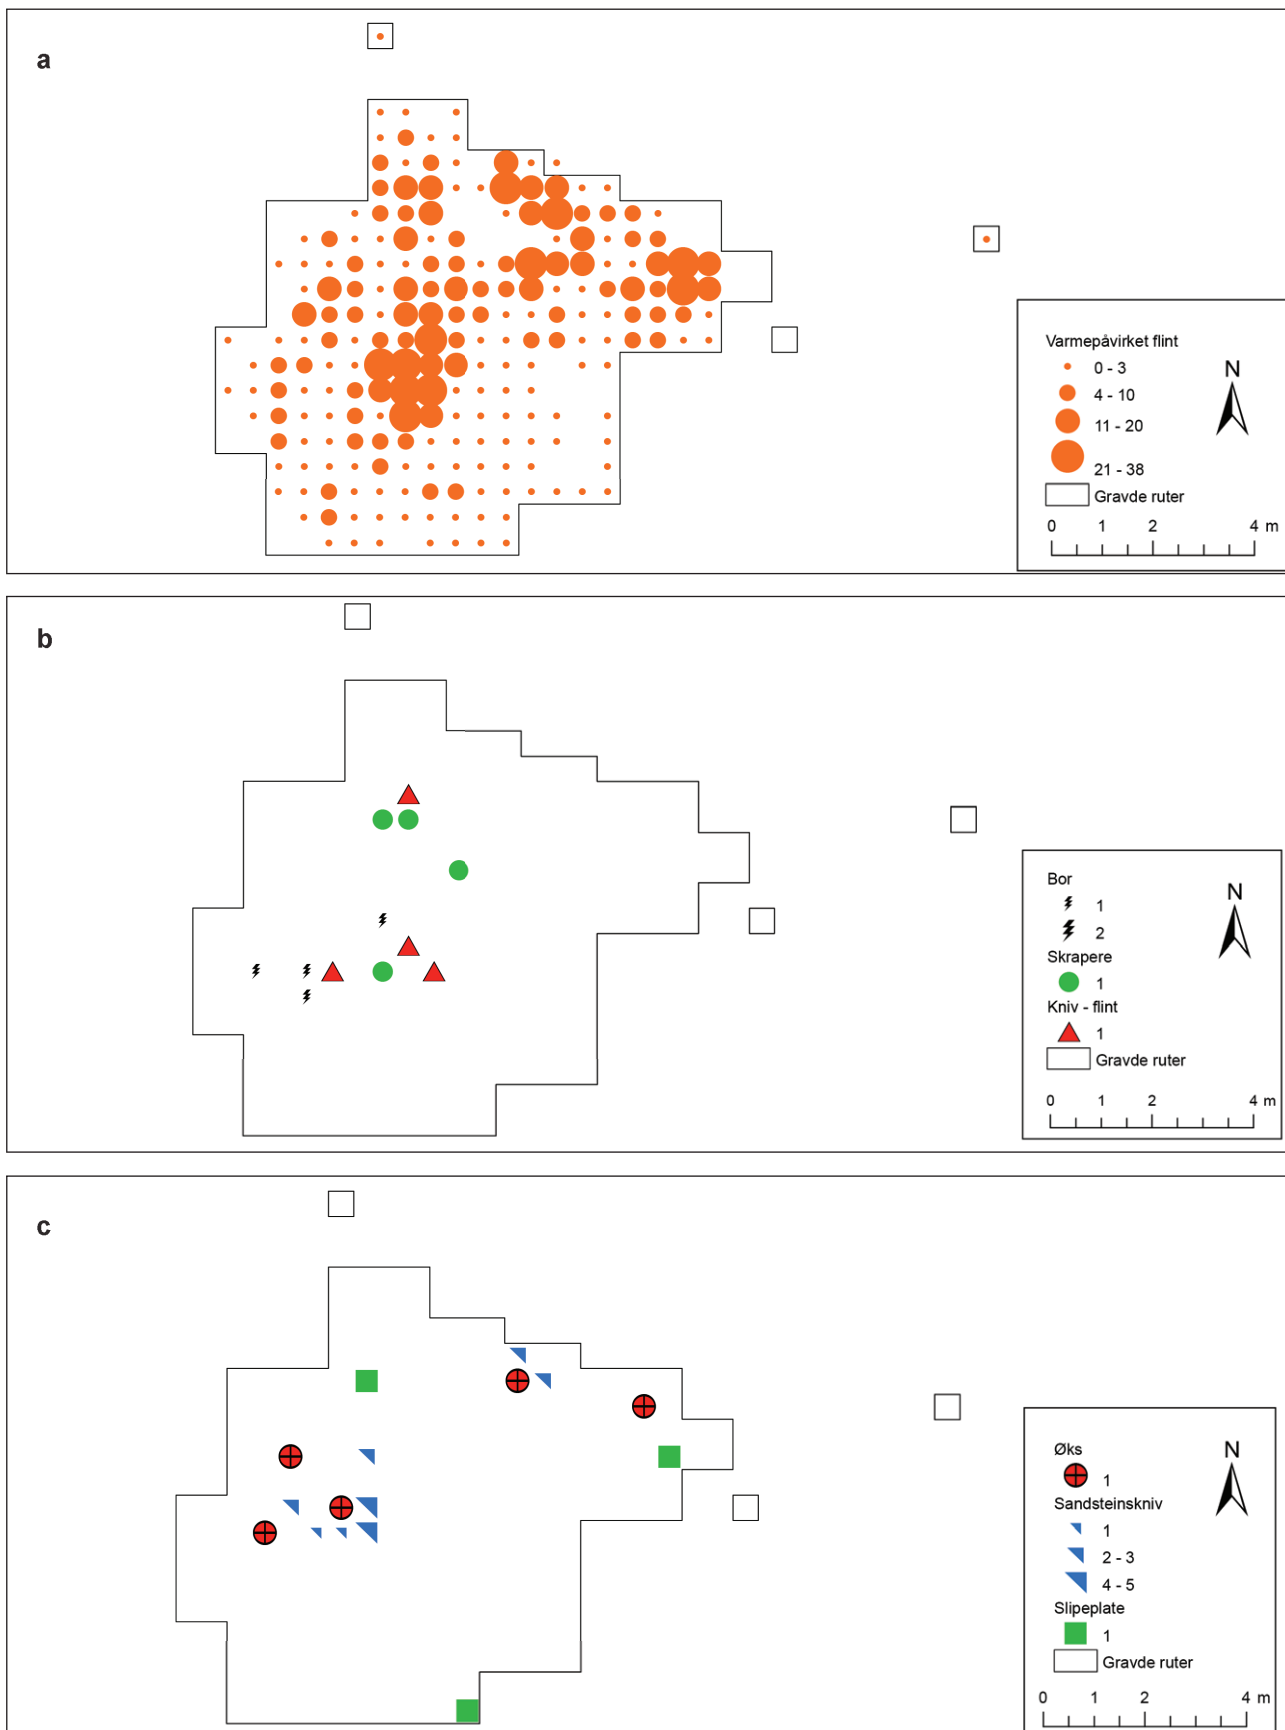 a
Varmepåvirket flint
0 - 3
4 - 10
11 - 20
21 - 38
Gravde ruter
N
0 1 2 4 m
b
Bor
1
2
Skrapere
1
Kniv - flint
1
Gravde ruter
N
0 1 2 4 m
c
Øks
1
Sandsteinskniv
1
2 - 3
4 - 5
Slipeplate
1
Gravde ruter
N
0 1 2 4 m